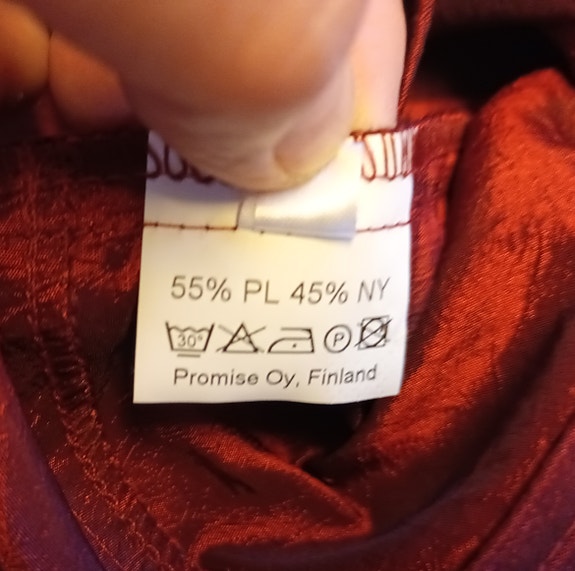 55% PL 45% NY
30° P
Promise Oy, Finland